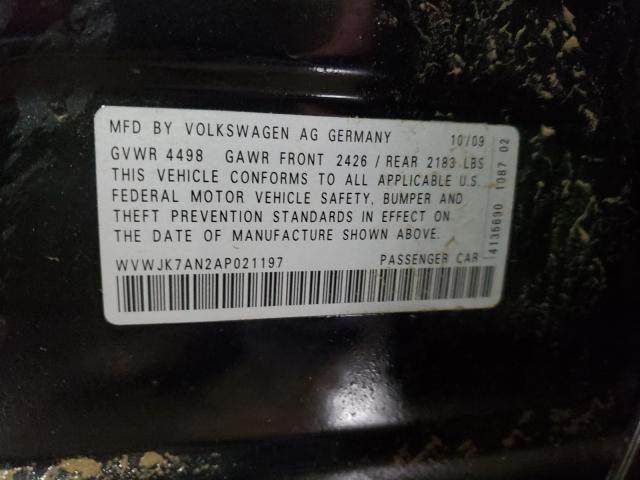 MFD BY VOLKSWAGEN AG GERMANY 10/09
GVWR 4498 GAWR FRONT 2426 / REAR 2183 LBS
THIS VEHICLE CONFORMS TO ALL APPLICABLE U.S.
FEDERAL MOTOR VEHICLE SAFETY, BUMPER AND
THEFT PREVENTION STANDARDS IN EFFECT ON
THE DATE OF MANUFACTURE SHOWN ABOVE.
WVWJK7AN2AP021197 PASSENGER CAR
4136690 1087 02